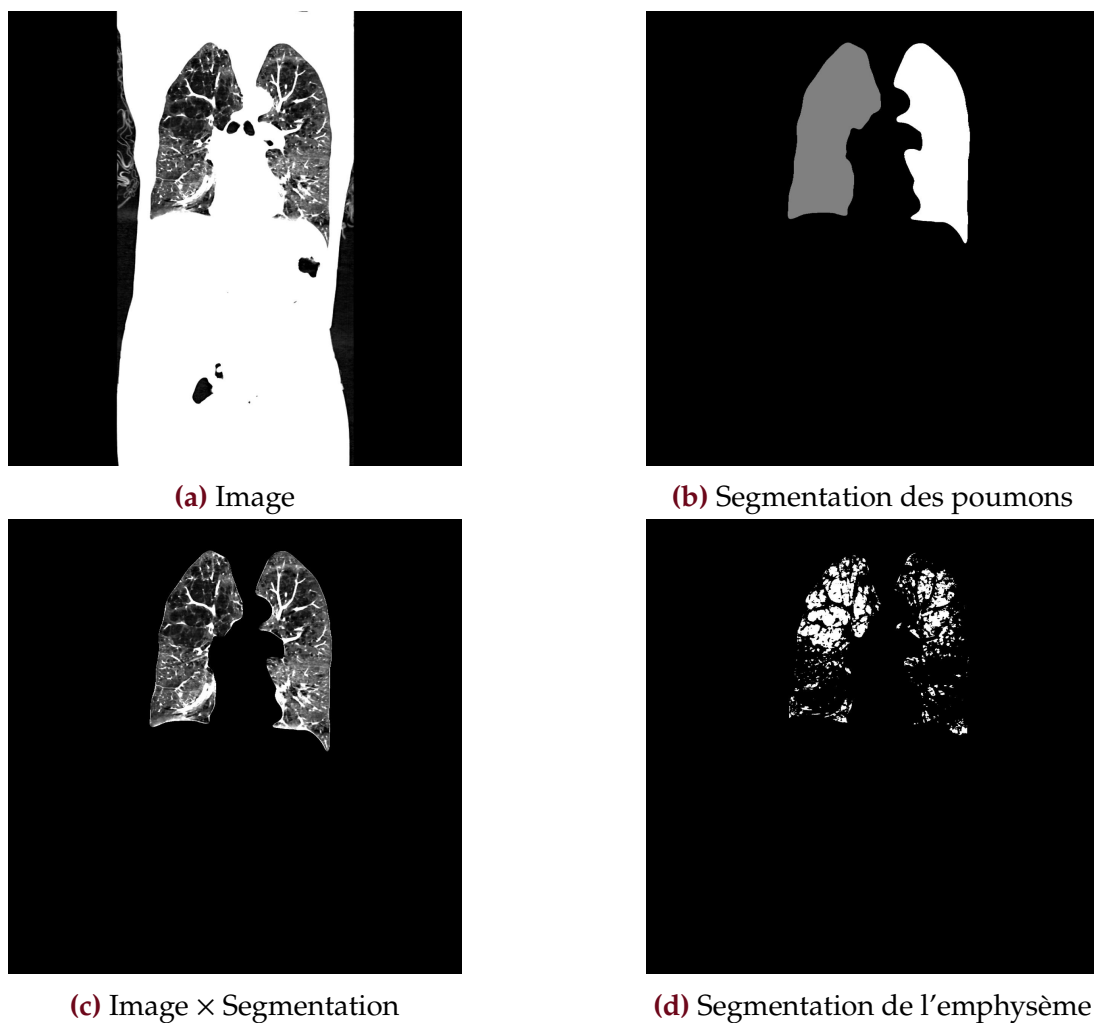 (a) Image
(b) Segmentation des poumons
(c) Image × Segmentation
(d) Segmentation de l'emphysème